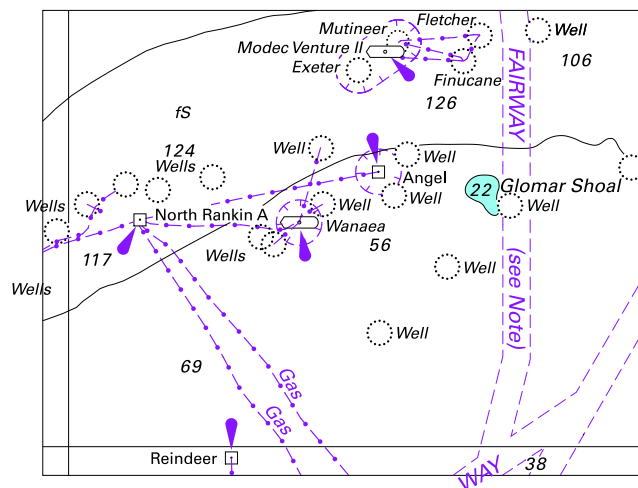 Mutineer
Fletcher
Well
Modec Venture II
Exeter
Finucane
106
126
FAIRWAY
fS
124
Well
Well
Wells
Angel
22
Glomar Shoal
Wells
Well
Well
Well
North Rankin A
Wanaea
56
117
Wells
Wells
Well
(see Note)
Well
69
Gas
Gas
Reindeer
WAY
38